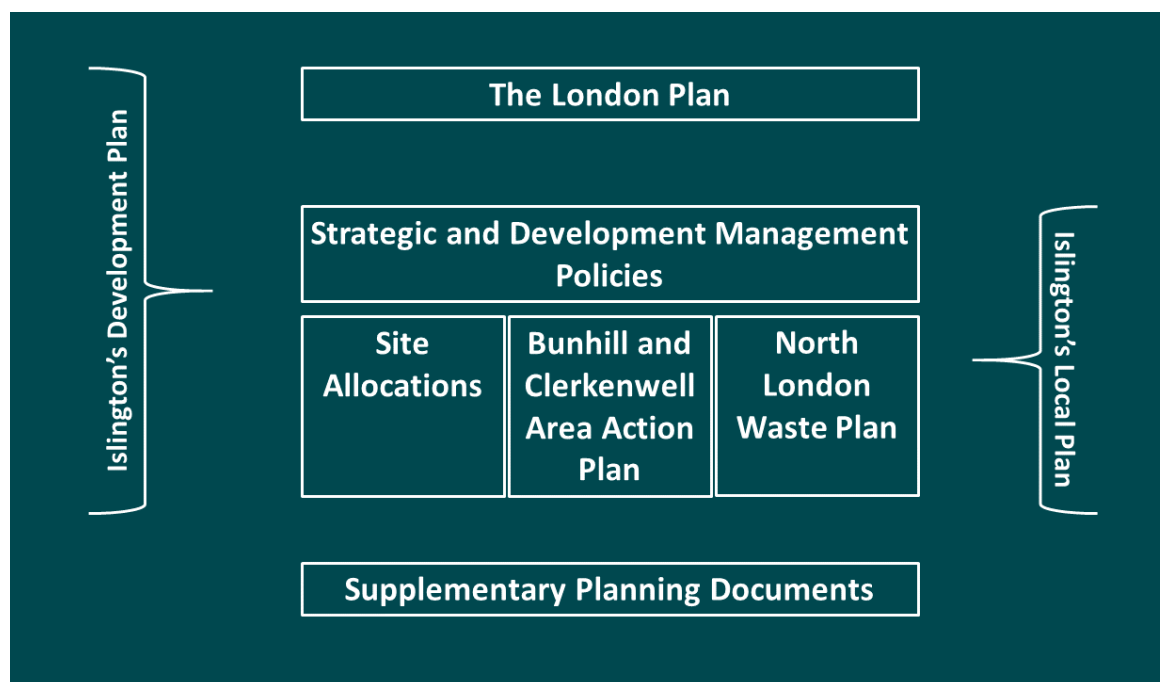 Islington’s Development Plan
The London Plan
Strategic and Development Management
Policies
Site
Allocations
Bunhill and
Clerkenwell
Area Action
Plan
North
London
Waste Plan
Islington’s Local Plan
Supplementary Planning Documents